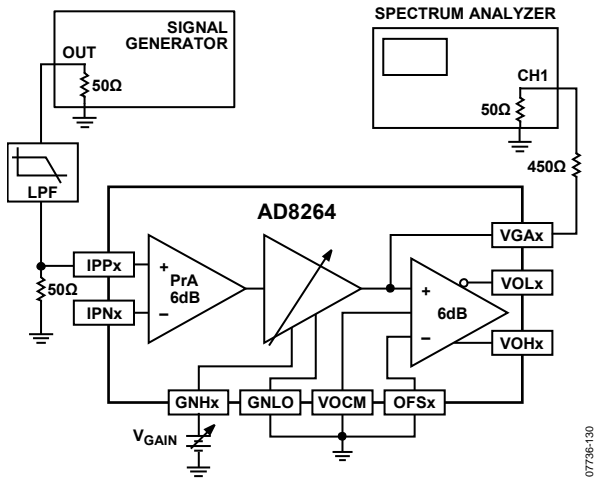 SIGNAL
GENERATOR
OUT
50Ω
SPECTRUM ANALYZER
CH1
50Ω
450Ω
LPF
AD8264
IPPx
50Ω
IPNx
+
PrA
6dB
−
+
6dB
−
VGAx
VOLx
VOHx
GNHx
GNLO
VOCM
OFSx
VGAIN
07736-130